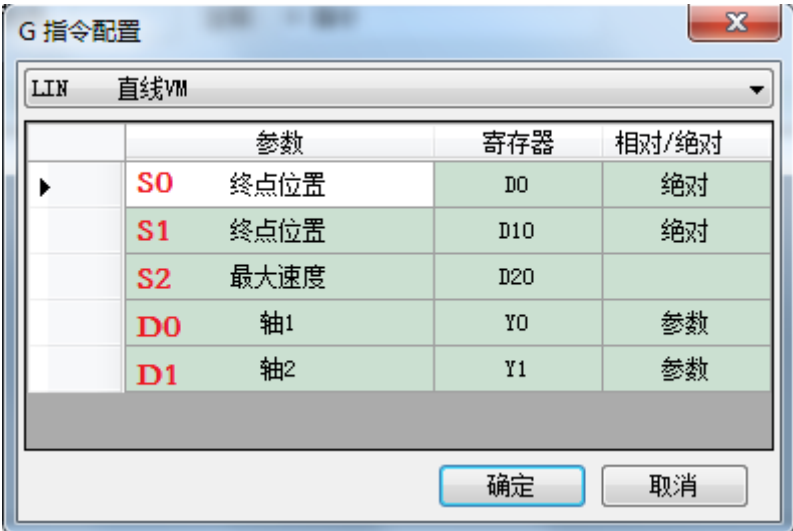 G 指令配置
LIN 直线VM
参数 寄存器 相对/绝对
S0 终点位置 D0 绝对
S1 终点位置 D10 绝对
S2 最大速度 D20
D0 轴1 Y0 参数
D1 轴2 Y1 参数
确定 取消